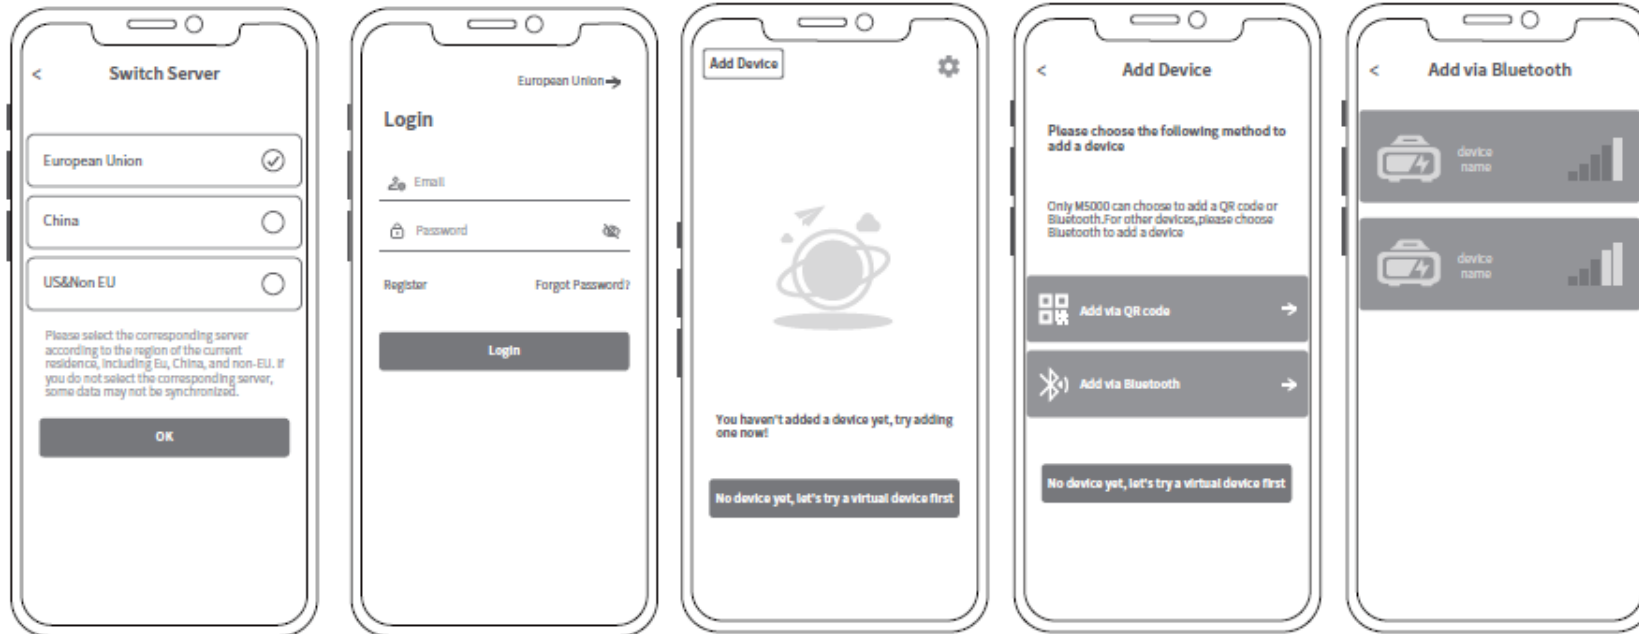 < Switch Server
European Union
China
US&Non EU
Please select the corresponding server
according to the region of the current
residence, including Eu, China, and non-EU. If
you do not select the corresponding server,
some data may not be synchronized.
OK
European Union→
Login
Email
Password
Register Forgot Password?
Login
Add Device
You haven't added a device yet, try adding
one now!
No device yet, let's try a virtual device first
< Add Device
Please choose the following method to
add a device
Only M5000 can choose to add a QR code or
Bluetooth.For other devices,please choose
Bluetooth to add a device
Add via QR code →
Add via Bluetooth →
No device yet, let's try a virtual device first
< Add via Bluetooth
device
name
device
name